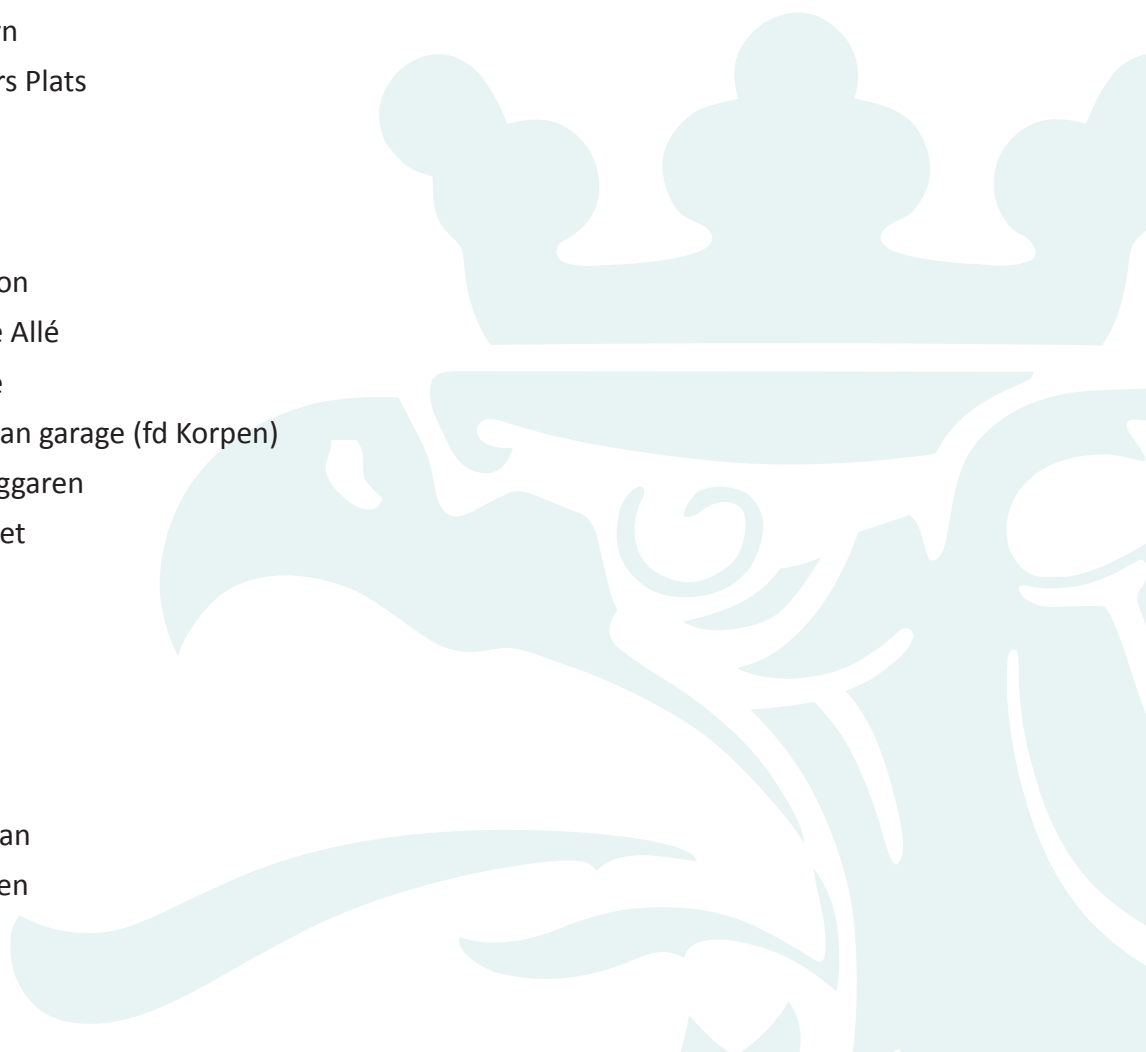 rn
rs Plats
on
e Allé
e
an garage (fd Korpen)
ggaren
et
an
en